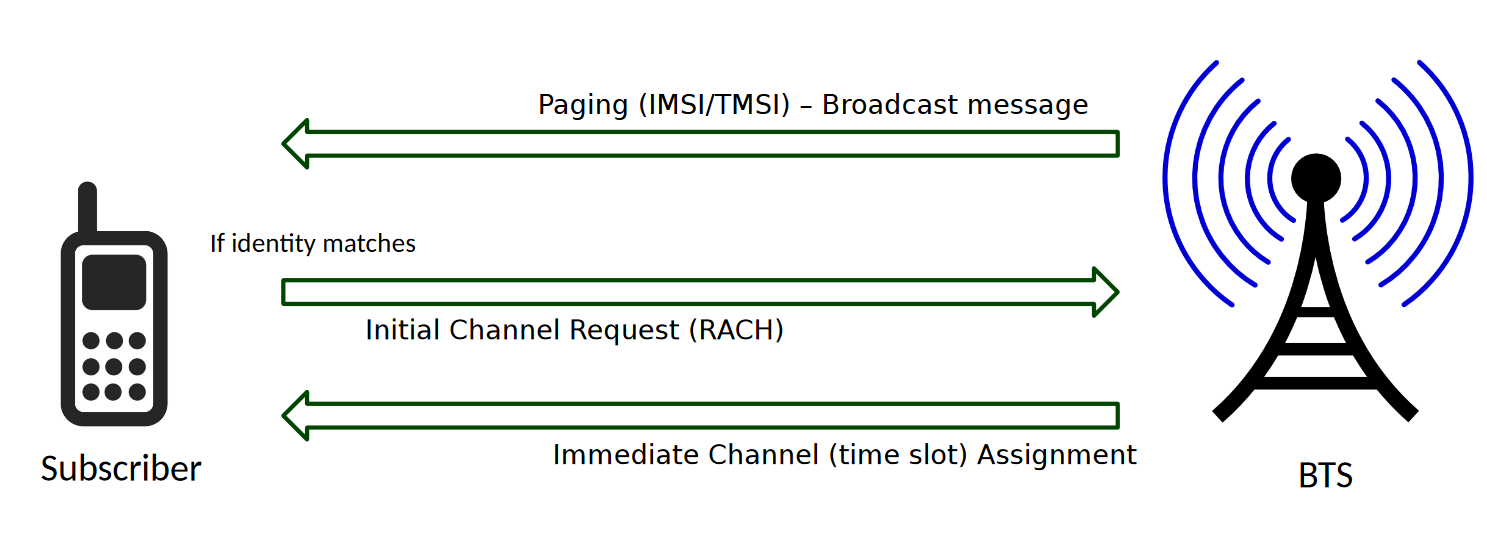 Paging (IMSI/TMSI) – Broadcast message
If identity matches
Initial Channel Request (RACH)
Immediate Channel (time slot) Assignment
Subscriber
BTS